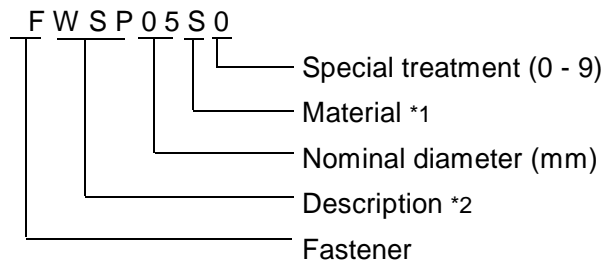 F W S P 0 5 S 0
Special treatment (0 - 9)
Material *1
Nominal diameter (mm)
Description *2
Fastener